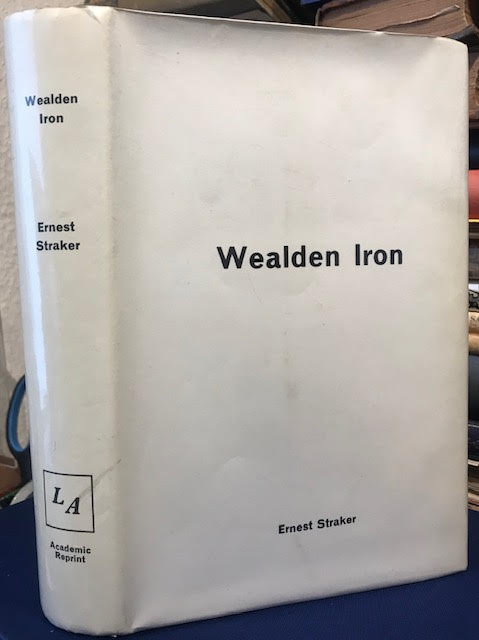 Wealden
Iron
Ernest
Straker
LA
Academic
Reprint
Wealden Iron
Ernest Straker